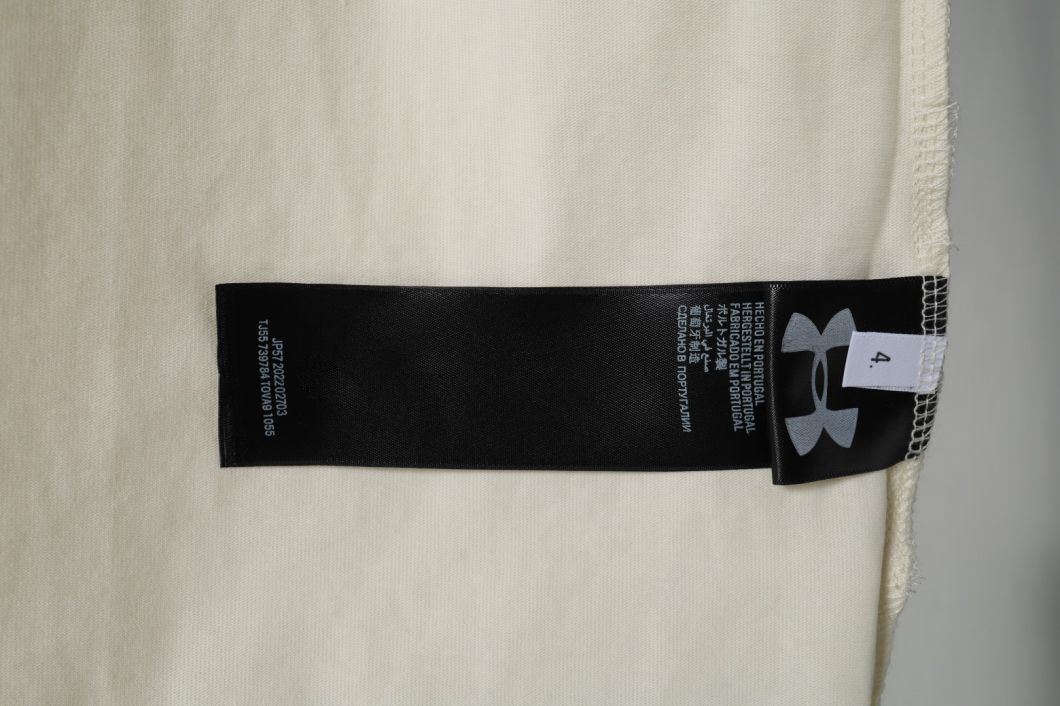 4.
HECHO EN PORTUGAL
HERGESTELLT IN PORTUGAL
FABRICADO EM PORTUGAL
ポルトガル製
صنع في البرتغال
葡萄牙制造
СДЕЛАНО В ПОРТУГАЛИИ
JP57 202202703
TJ55 739784 TOVA9 1055